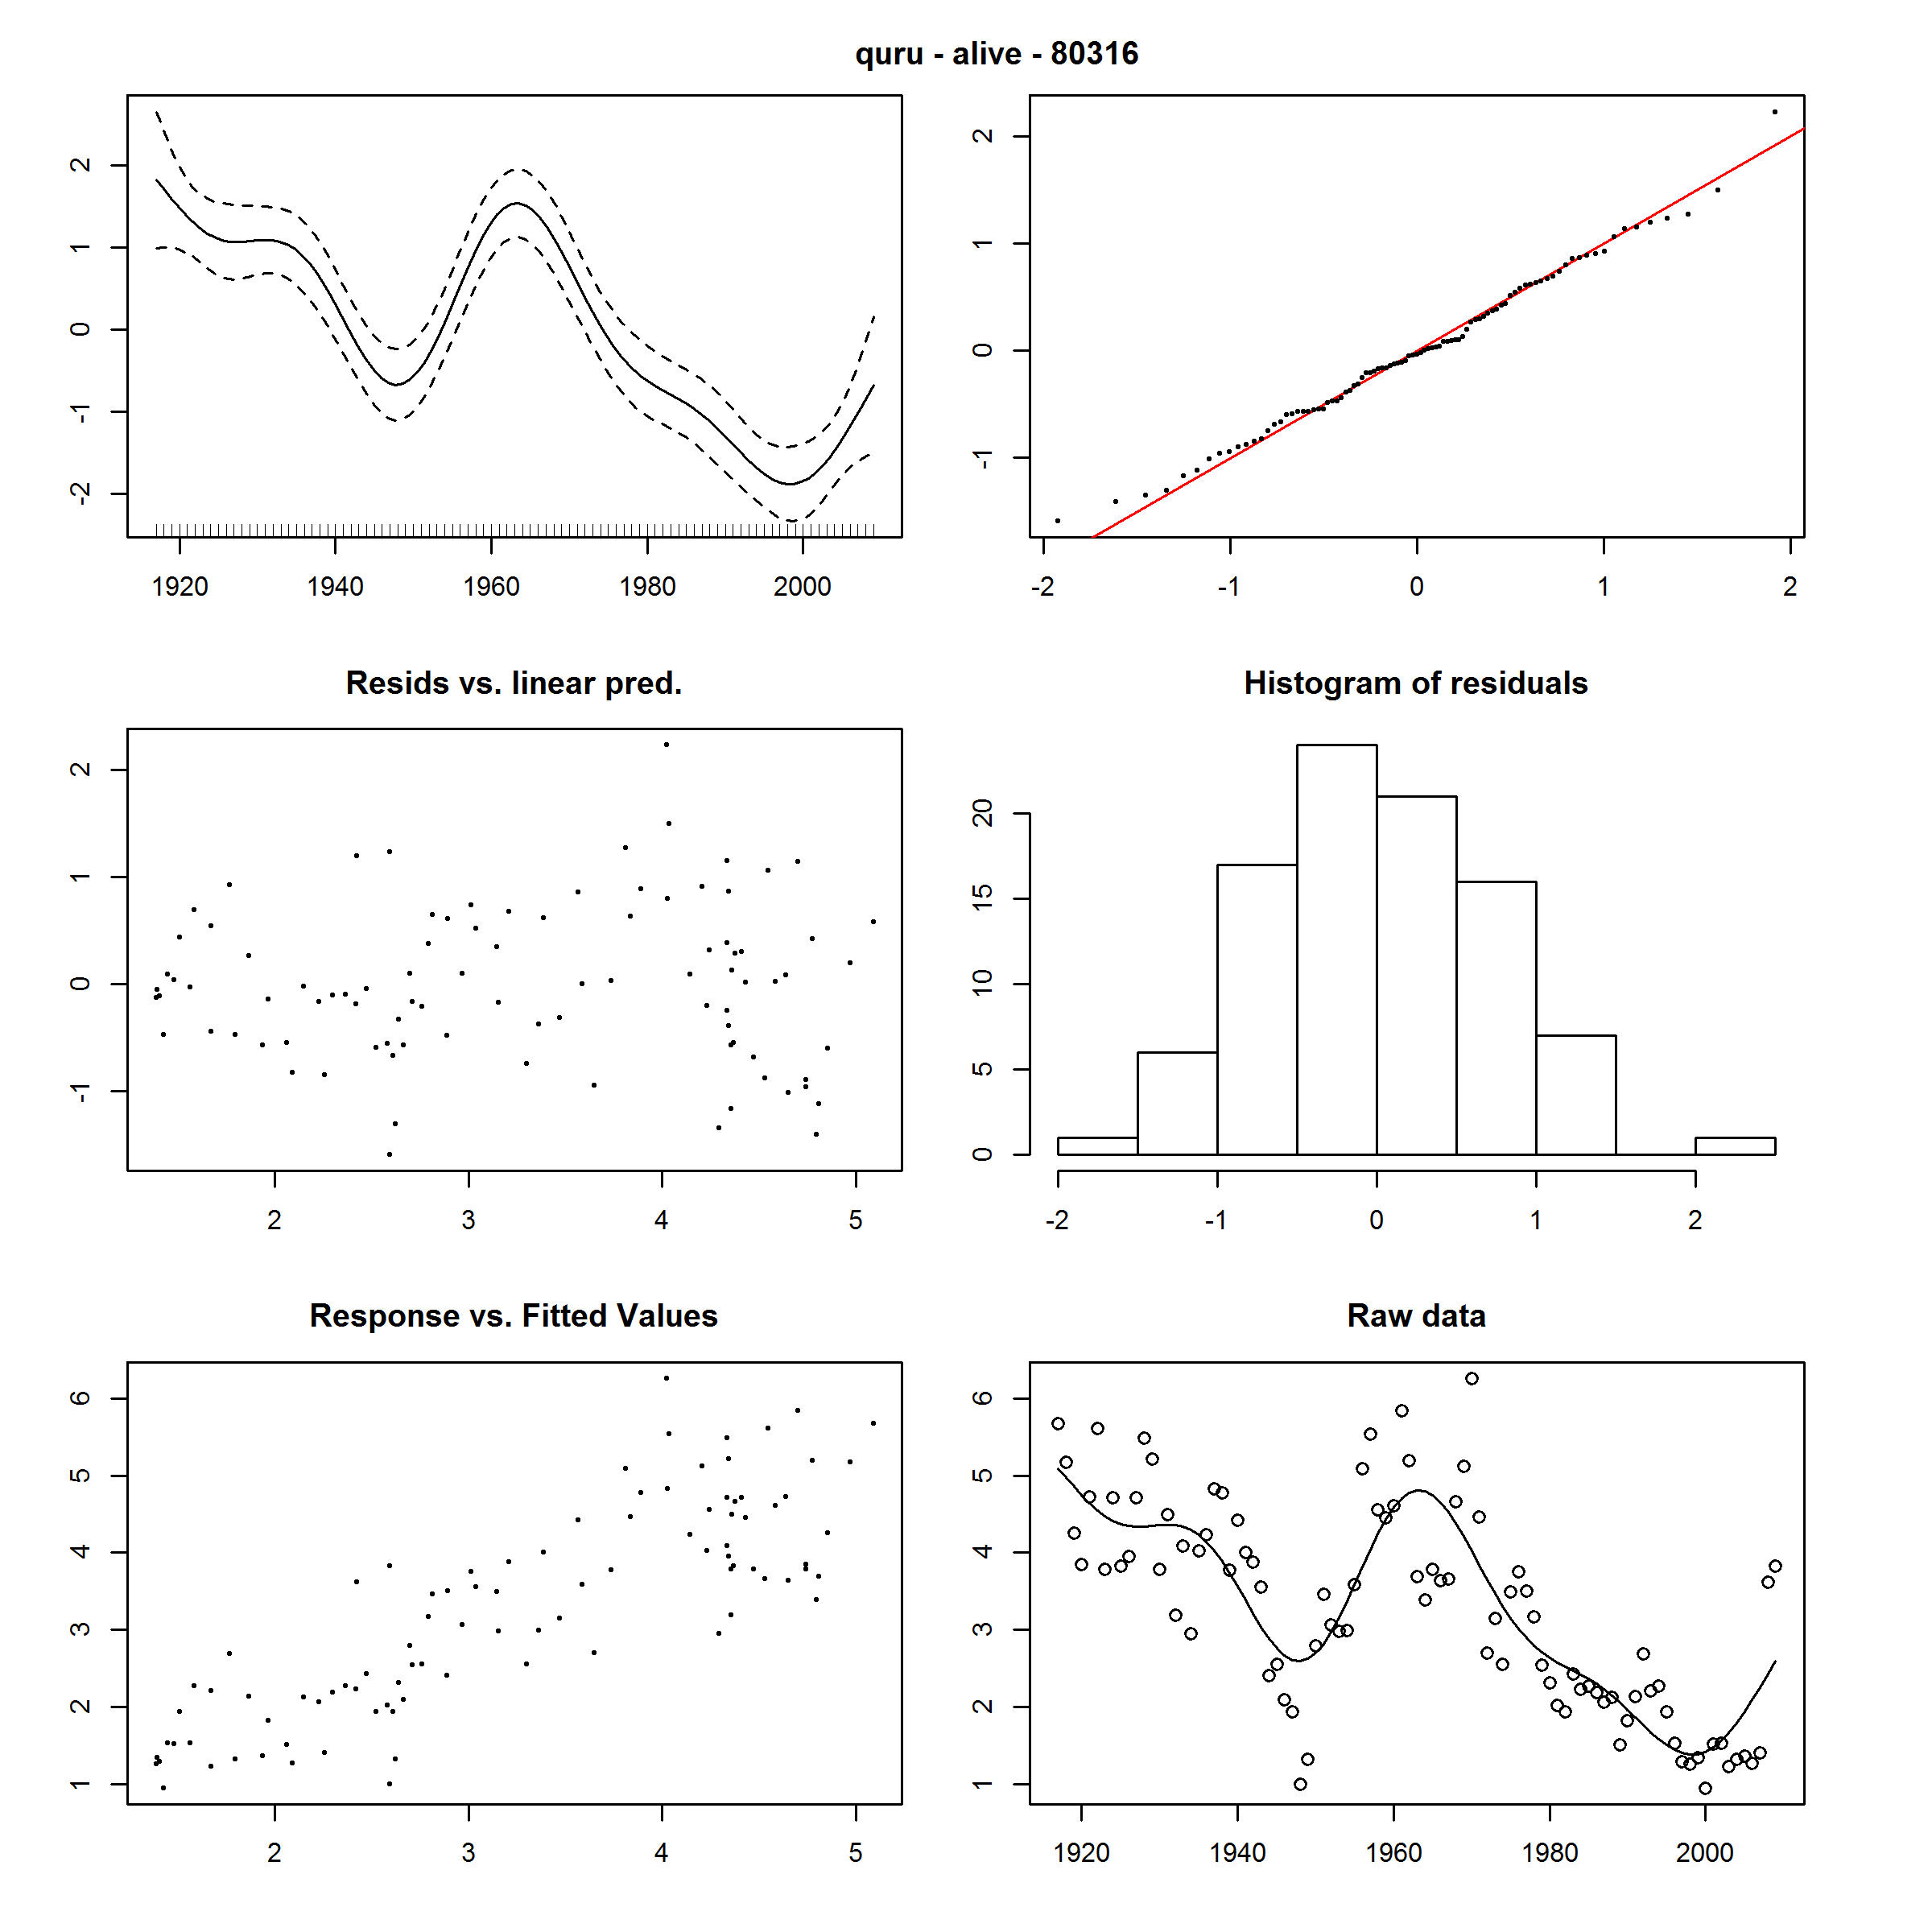 quru - alive - 80316
2
1
0
-1
-2
1920 1940 1960 1980 2000
2
1
0
-1
-2 -1 0 1 2
Resids vs. linear pred.
2
1
0
-1
2 3 4 5
Histogram of residuals
20
15
10
5
0
-2 -1 0 1 2
Response vs. Fitted Values
6
5
4
3
2
1
2 3 4 5
Raw data
6
5
4
3
2
1
1920 1940 1960 1980 2000